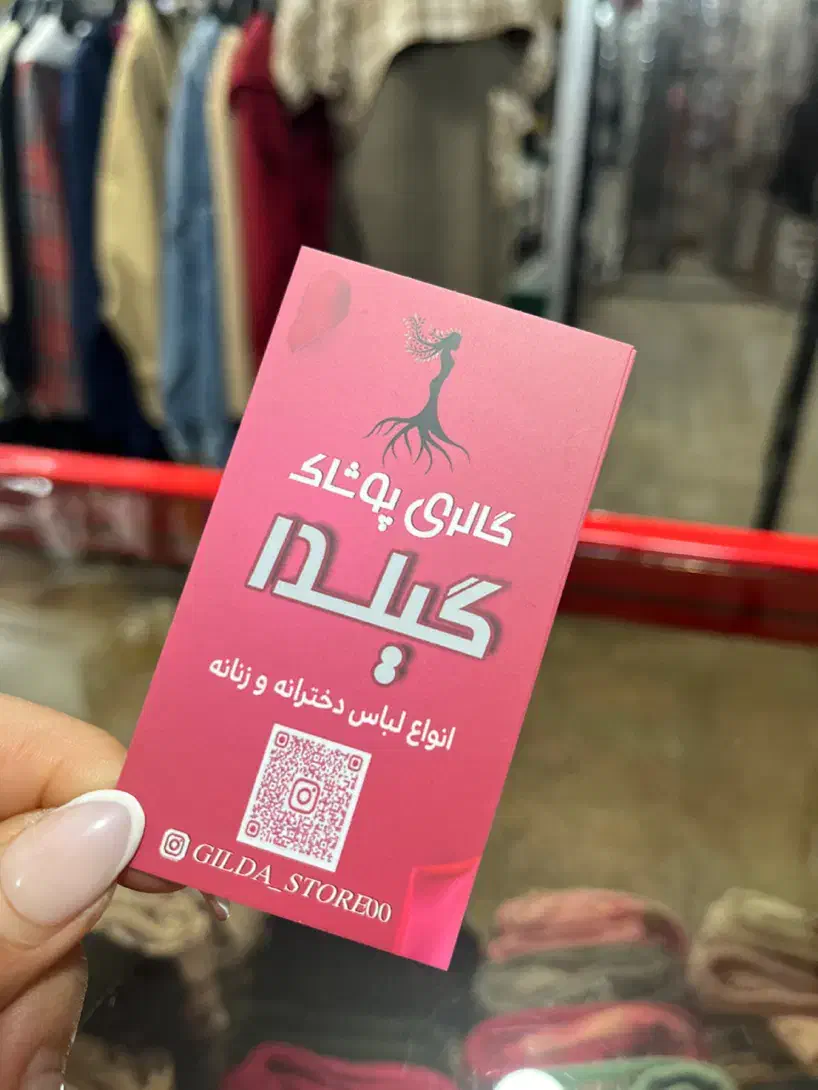 گالری پوشاک
گیلدا
انواع لباس دخترانه و زنانه
GILDA_STORE00